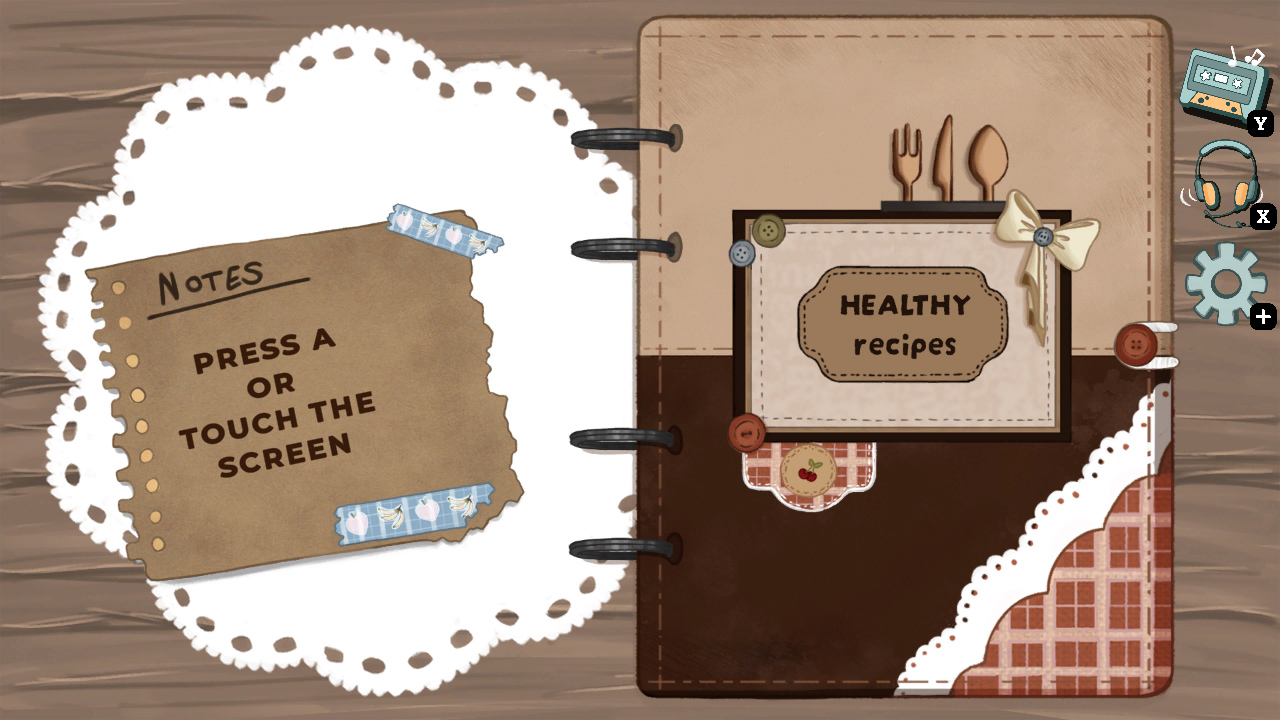 NOTES
PRESS A
OR
TOUCH THE
SCREEN
HEALTHY
recipes
Y
X
+